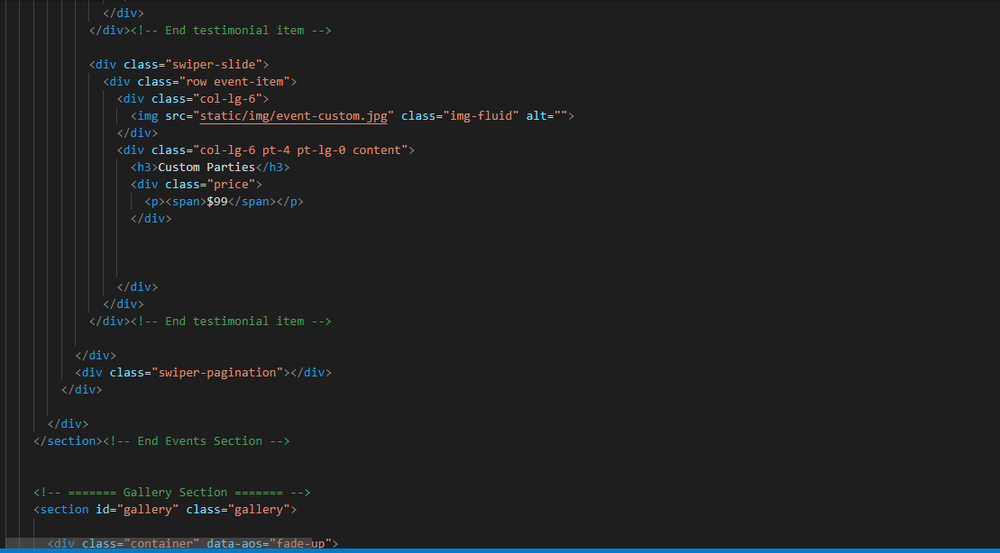 </div>
</div><!-- End testimonial item -->
<div class="swiper-slide">
<div class="row event-item">
<div class="col-lg-6">
<img src="static/img/event-custom.jpg" class="img-fluid" alt="">
</div>
<div class="col-lg-6 pt-4 pt-lg-0 content">
<h3>Custom Parties</h3>
<div class="price">
<p><span>$99</span></p>
</div>
</div>
</div>
</div><!-- End testimonial item -->
</div>
<div class="swiper-pagination"></div>
</div>
</div>
</section><!-- End Events Section -->
<!-- ======= Gallery Section ======= -->
<section id="gallery" class="gallery">
<div class="container" data-aos="fade-up">